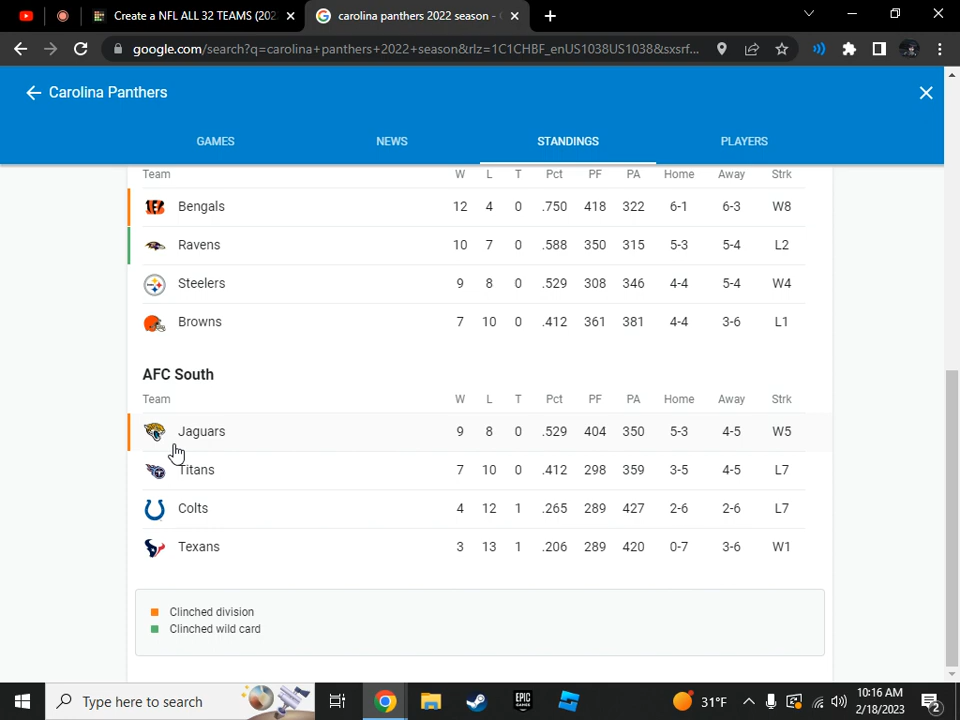 Create a NFL ALL 32 TEAMS (202
carolina panthers 2022 season -
google.com/search?q=carolina+panthers+2022+season&rlz=1C1CHBF_enUS1038US1038&sxsrf...
Carolina Panthers
GAMES NEWS STANDINGS PLAYERS
Team W L T Pct PF PA Home Away Strk
Bengals 12 4 0 .750 418 322 6-1 6-3 W8
Ravens 10 7 0 .588 350 315 5-3 5-4 L2
Steelers 9 8 0 .529 308 346 4-4 5-4 W4
Browns 7 10 0 .412 361 381 4-4 3-6 L1
AFC South
Team W L T Pct PF PA Home Away Strk
Jaguars 9 8 0 .529 404 350 5-3 4-5 W5
Titans 7 10 0 .412 298 359 3-5 4-5 L7
Colts 4 12 1 .265 289 427 2-6 2-6 L7
Texans 3 13 1 .206 289 420 0-7 3-6 W1
Clinched division
Clinched wild card
Type here to search
EPIC GAMES
31°F
10:16 AM
2/18/2023
2